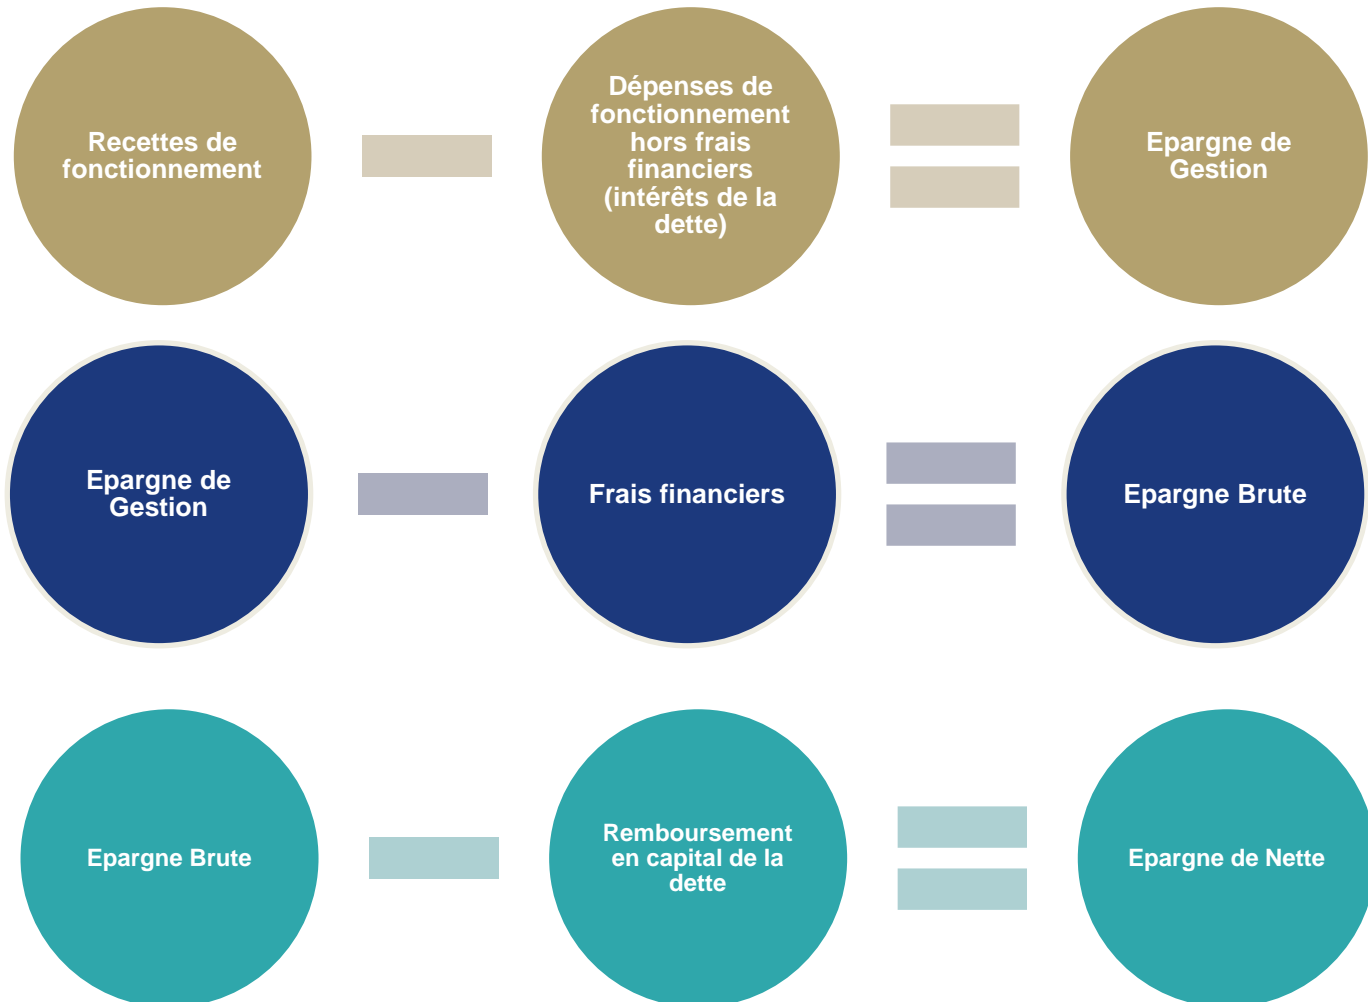 Recettes de
fonctionnement
Dépenses de
fonctionnement
hors frais
financiers
(intérêts de la
dette)
Epargne de
Gestion
Epargne de
Gestion
Frais financiers
Epargne Brute
Epargne Brute
Remboursement
en capital de la
dette
Epargne de Nette